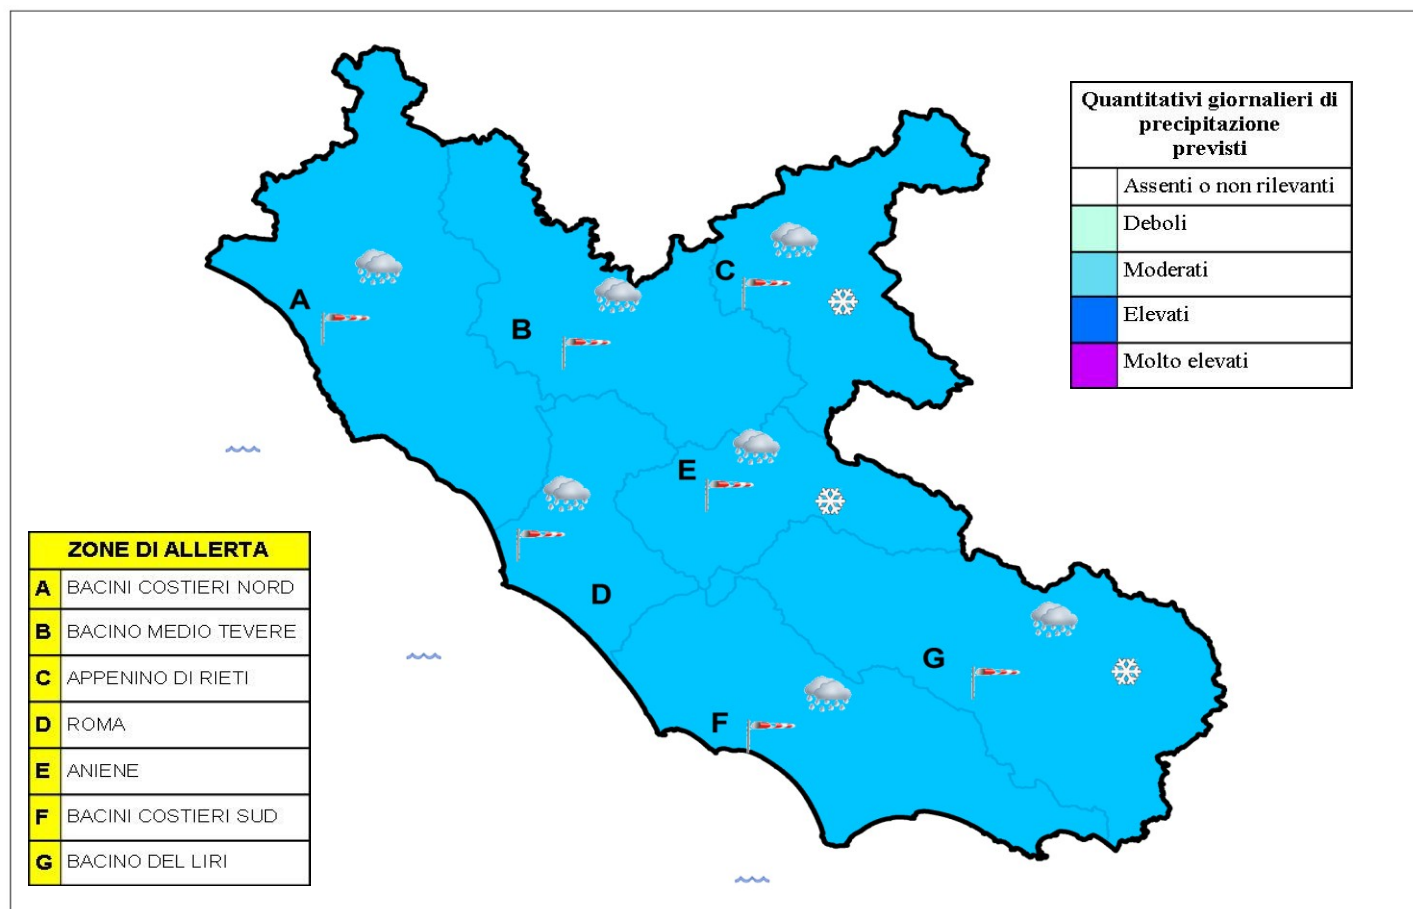 Quantitativi giornalieri di
precipitazione
previsti
Assenti o non rilevanti
Deboli
Moderati
Elevati
Molto elevati
C
A
B
E
D
G
F
ZONE DI ALLERTA
A BACINI COSTIERI NORD
B BACINO MEDIO TEVERE
C APPENINO DI RIETI
D ROMA
E ANIENE
F BACINI COSTIERI SUD
G BACINO DEL LIRI